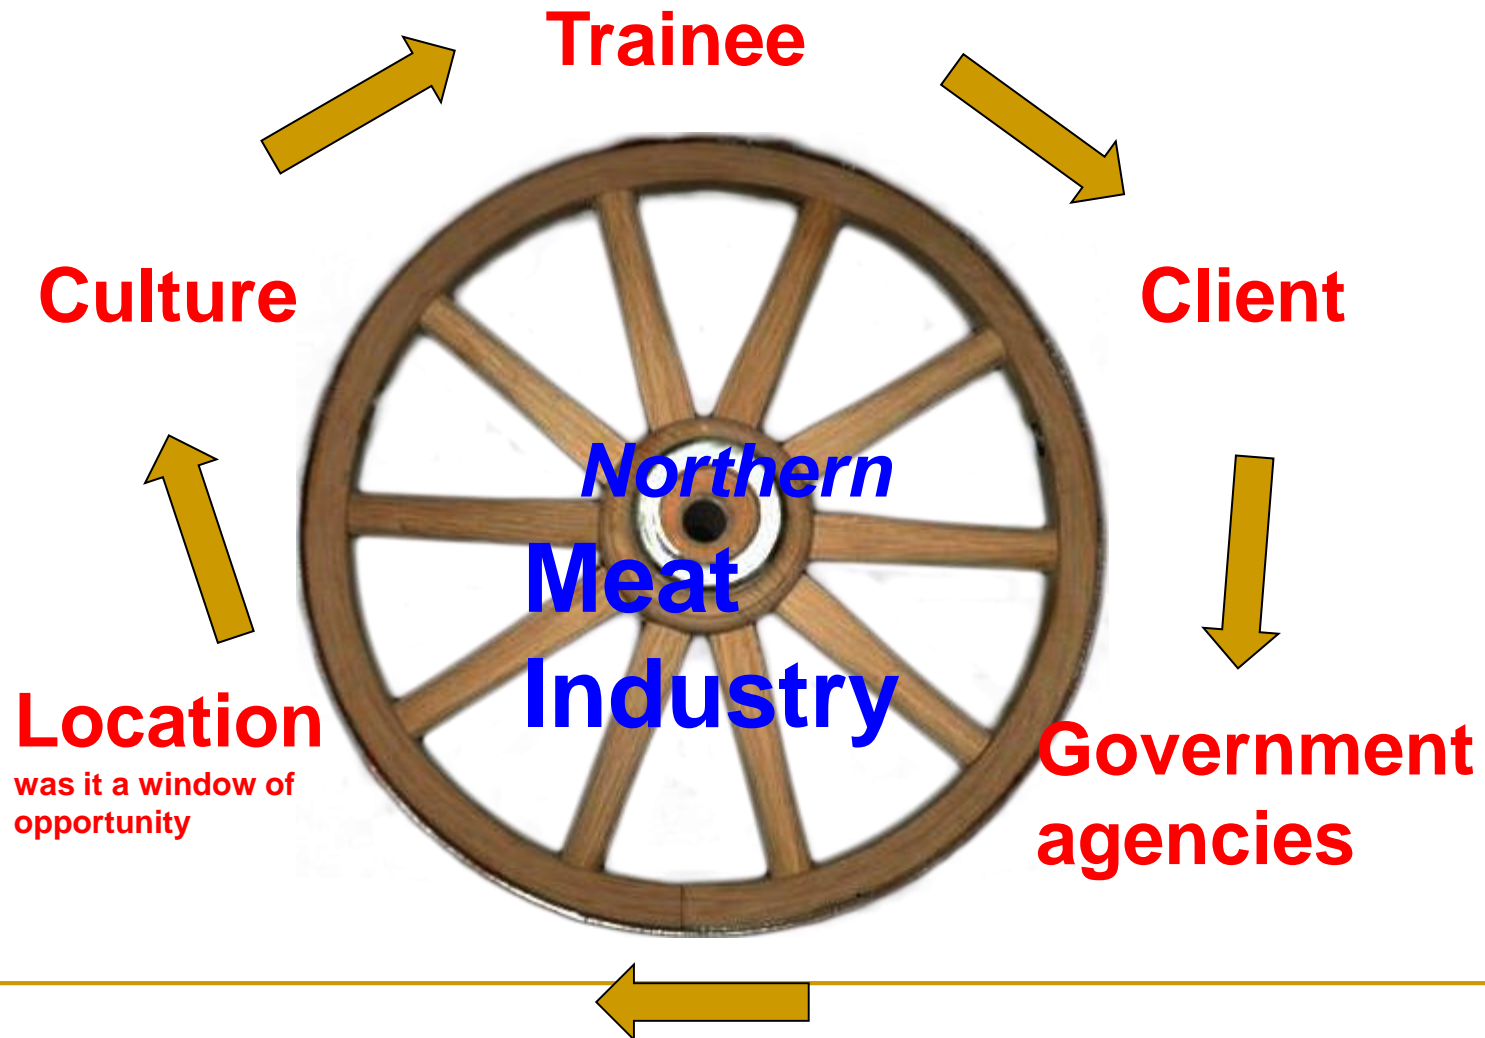 Trainee
Culture
Client
Northern
Meat
Industry
Location
was it a window of
opportunity
Government
agencies